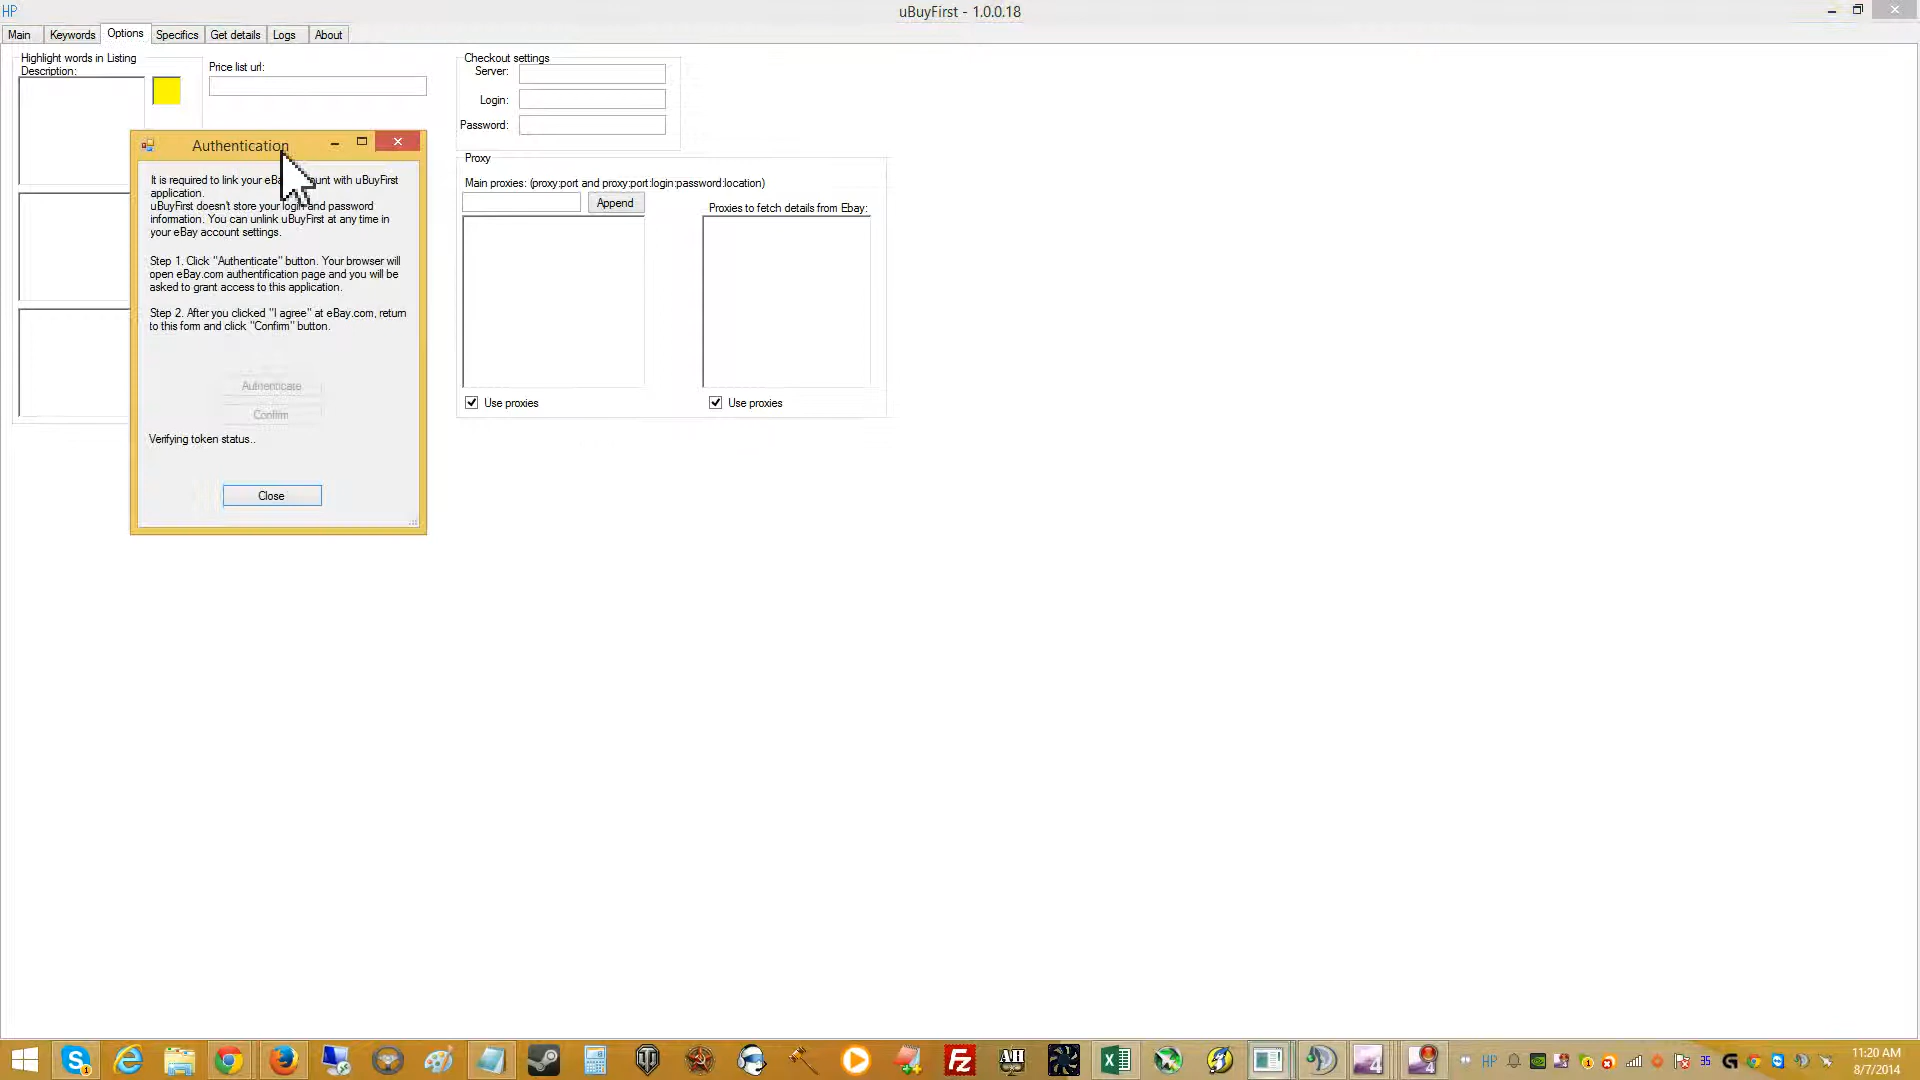 HP
uBuyFirst - 1.0.0.18
Main
Keywords
Options
Specifics
Get details
Logs
About
Highlight words in Listing
Description:
Price list url:
Checkout settings
Server:
Login:
Password:
Proxy
Main proxies: (proxy:port and proxy:port:login:password:location)
Append
Proxies to fetch details from Ebay:
Use proxies
Use proxies
Authentication
It is required to link your with uBuyFirst
application.
uBuyFirst doesn't store your login and password
information. You can unlink uBuyFirst at any time in
your eBay account settings.
Step 1. Click "Authenticate" button. Your browser will
open eBay.com authentification page and you will be
asked to grant access to this application.
Step 2. After you clicked "I agree" at eBay.com, return
to this form and click "Confirm" button.
Authenticate
Confirm
Verifying token status..
Close
AH
4
4
HP
35
11:20 AM
8/7/2014